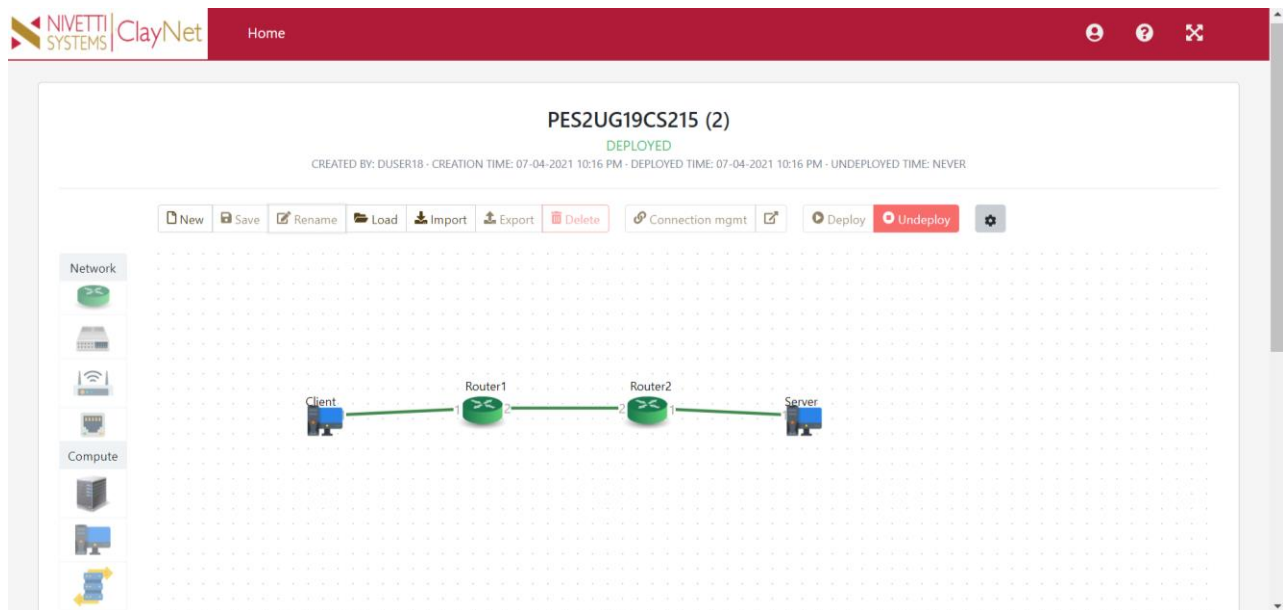 NIVETTI SYSTEMS ClayNet Home
PES2UG19CS215 (2)
DEPLOYED
CREATED BY: DUSER18 - CREATION TIME: 07-04-2021 10:16 PM - DEPLOYED TIME: 07-04-2021 10:16 PM - UNDEPLOYED TIME: NEVER
New Save Rename Load Import Export Delete Connection mgmt Deploy Undeploy
Network
Router1 Router2
Client Server
1 2 2 1
Compute